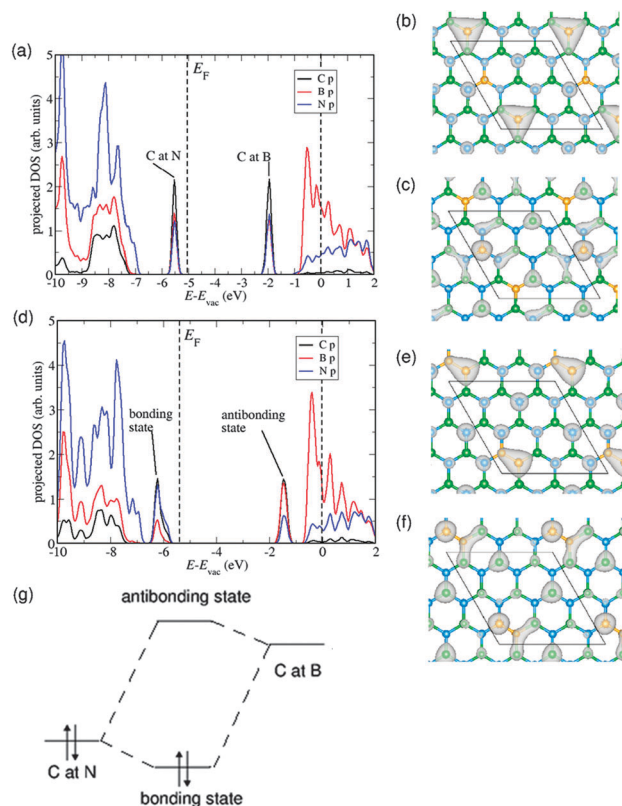 (a)
E_F
C p
B p
N p
C at N
C at B
projected DOS (arb. units)
5
4
3
2
1
0
-10 -9 -8 -7 -6 -5 -4 -3 -2 -1 0 1 2
E-E_vac (eV)
(b)
(c)
(d)
E_F
C p
B p
N p
bonding
state
antibonding
state
projected DOS (arb. units)
5
4
3
2
1
0
-10 -8 -6 -4 -2 0 2
E-E_vac (eV)
(e)
(f)
(g)
antibonding state
C at B
C at N
bonding state